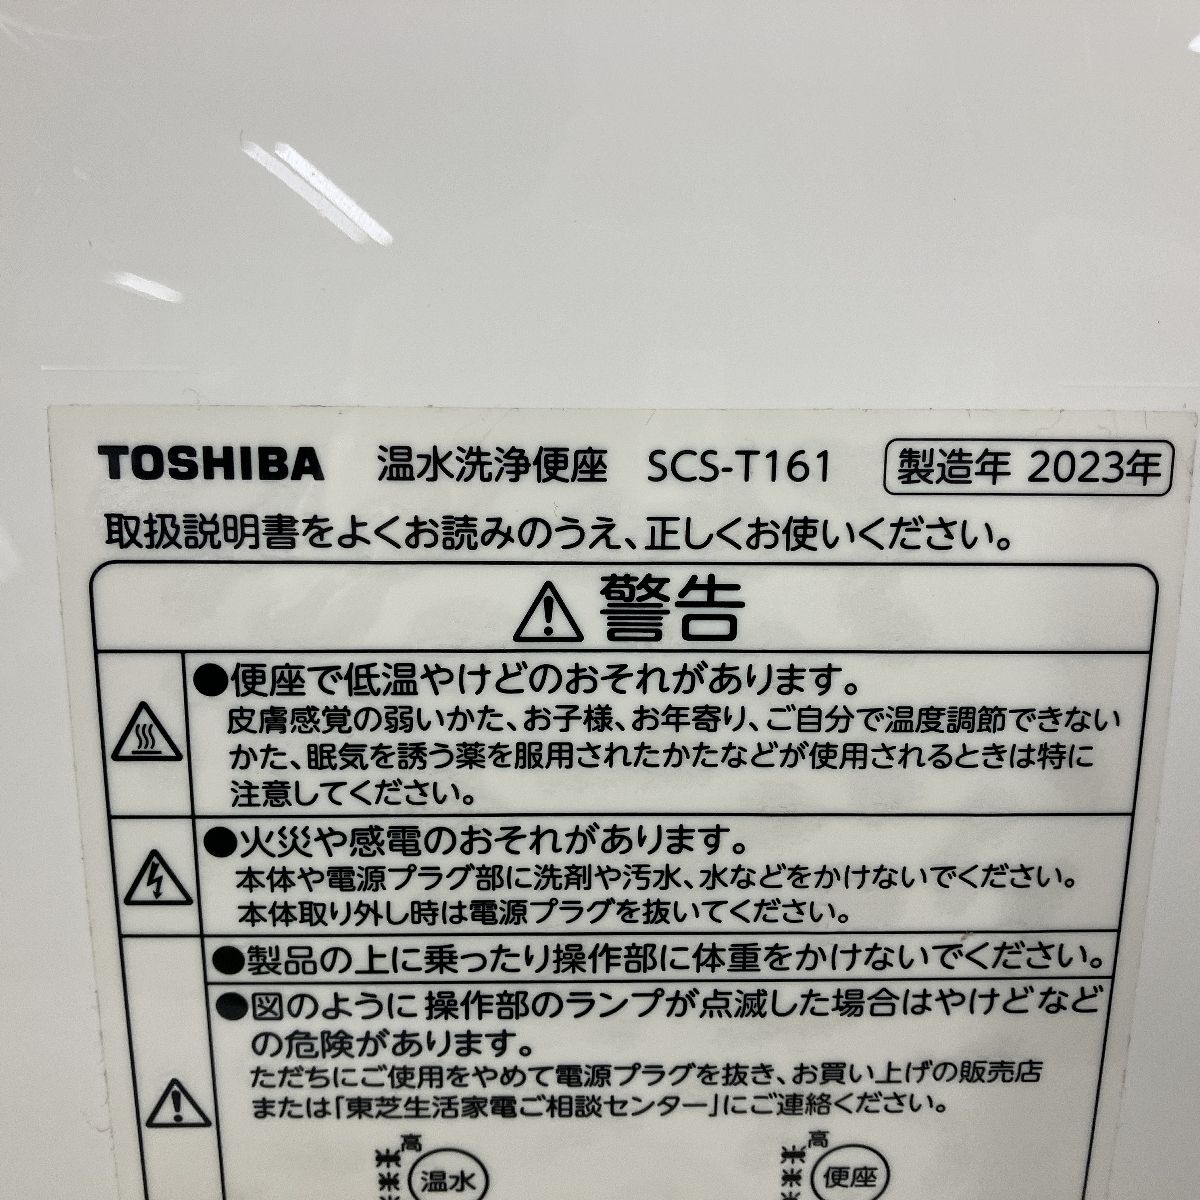 TOSHIBA 温水洗浄便座 SCS-T161 製造年 2023年
取扱説明書をよくお読みのうえ、正しくお使いください。
警告
●便座で低温やけどのおそれがあります。
皮膚感覚の弱いかた、お子様、お年寄り、ご自分で温度調節できない
かた、眠気を誘う薬を服用されたかたなどが使用されるときは特に
注意してください。
●火災や感電のおそれがあります。
本体や電源プラグ部に洗剤や汚水、水などをかけないでください。
本体取り外し時は電源プラグを抜いてください。
●製品の上に乗ったり操作部に体重をかけないでください。
●図のように操作部のランプが点滅した場合はやけどなど
の危険があります。
ただちにご使用をやめて電源プラグを抜き、お買い上げの販売店
または「東芝生活家電ご相談センター」にご連絡ください。
高 高
温水 便座